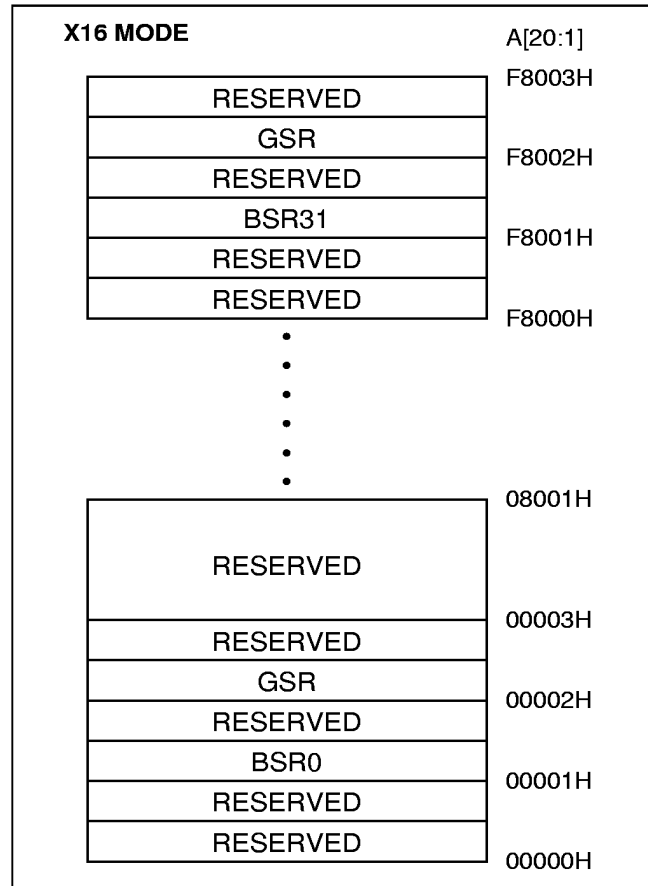 X16 MODE
A[20:1]
F8003H
RESERVED
GSR
F8002H
RESERVED
BSR31
F8001H
RESERVED
RESERVED
F8000H
08001H
RESERVED
00003H
RESERVED
GSR
00002H
RESERVED
BSR0
00001H
RESERVED
RESERVED
00000H